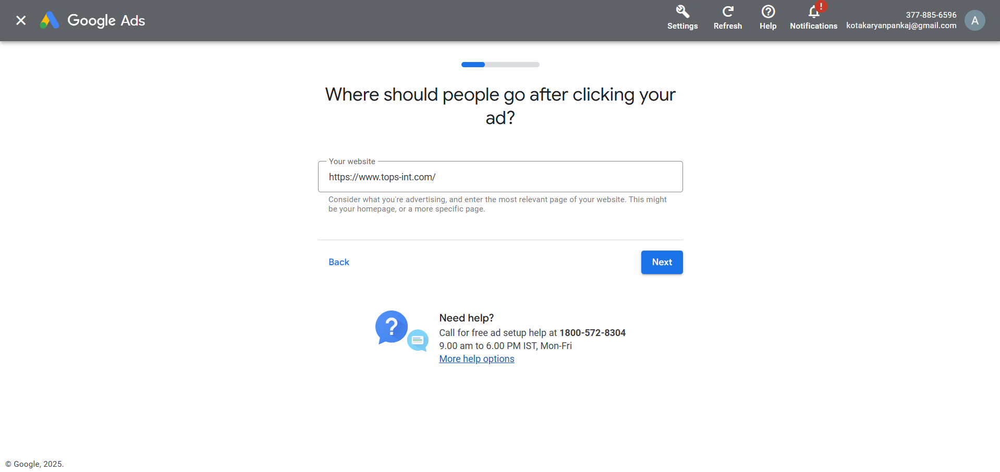 Google Ads
Settings
Refresh
Help
!
Notifications
377-885-6596
kotakaryanpankaj@gmail.com
A
Where should people go after clicking your
ad?
Your website
https://www.tops-int.com/
Consider what you're advertising, and enter the most relevant page of your website. This might
be your homepage, or a more specific page.
Back
Next
?
Need help?
Call for free ad setup help at 1800-572-8304
9.00 am to 6.00 PM IST, Mon-Fri
More help options
© Google, 2025.